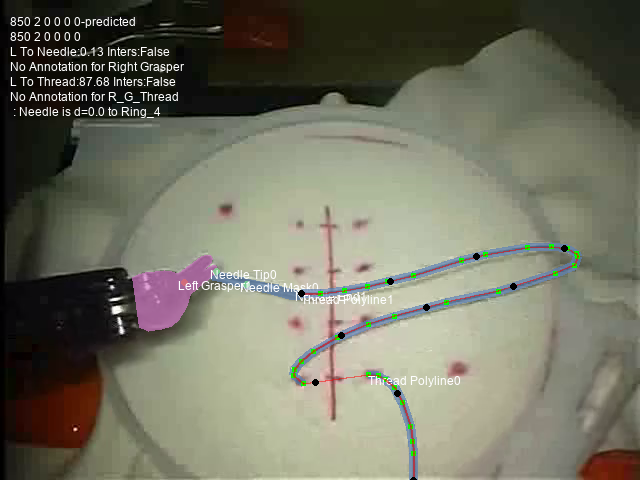 850 2 0 0 0 0-predicted
850 2 0 0 0 0
L To Needle:0.13 Inters:False
No Annotation for Right Grasper
L To Thread:87.68 Inters:False
No Annotation for R_G_Thread
: Needle is d=0.0 to Ring_4
Needle Tip0
Left Grasper
Needle Mask0
Thread Polyline1
Thread Polyline0